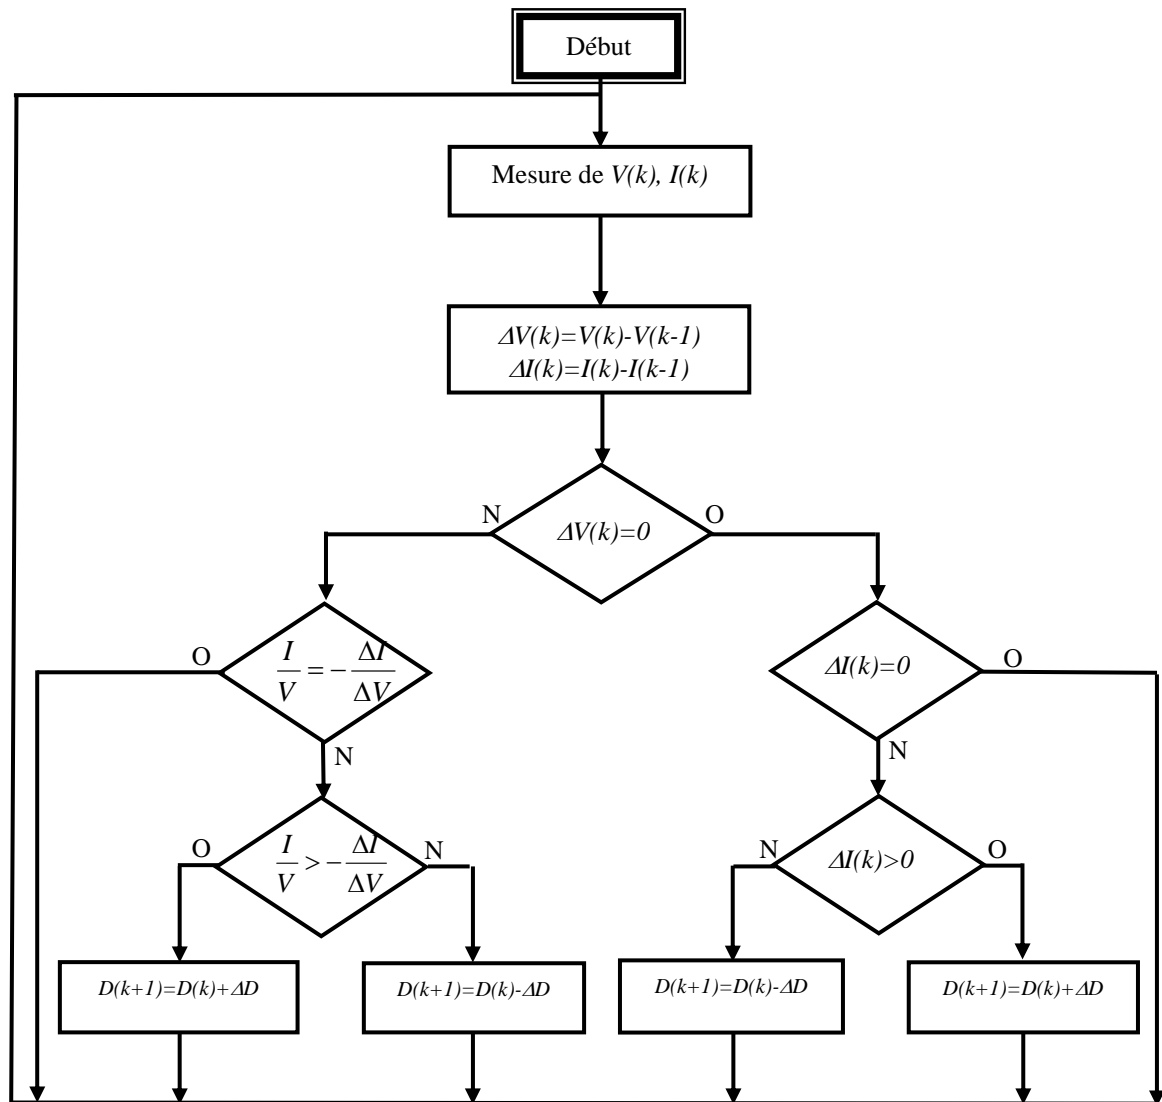 Début
Mesure de V(k), I(k)
ΔV(k)=V(k)-V(k-1)
ΔI(k)=I(k)-I(k-1)
N
ΔV(k)=0
O
O
I/V = -ΔI/ΔV
N
ΔI(k)=0
O
N
O
I/V > -ΔI/ΔV
N
N
ΔI(k)>0
O
D(k+1)=D(k)+ΔD
D(k+1)=D(k)-ΔD
D(k+1)=D(k)-ΔD
D(k+1)=D(k)+ΔD